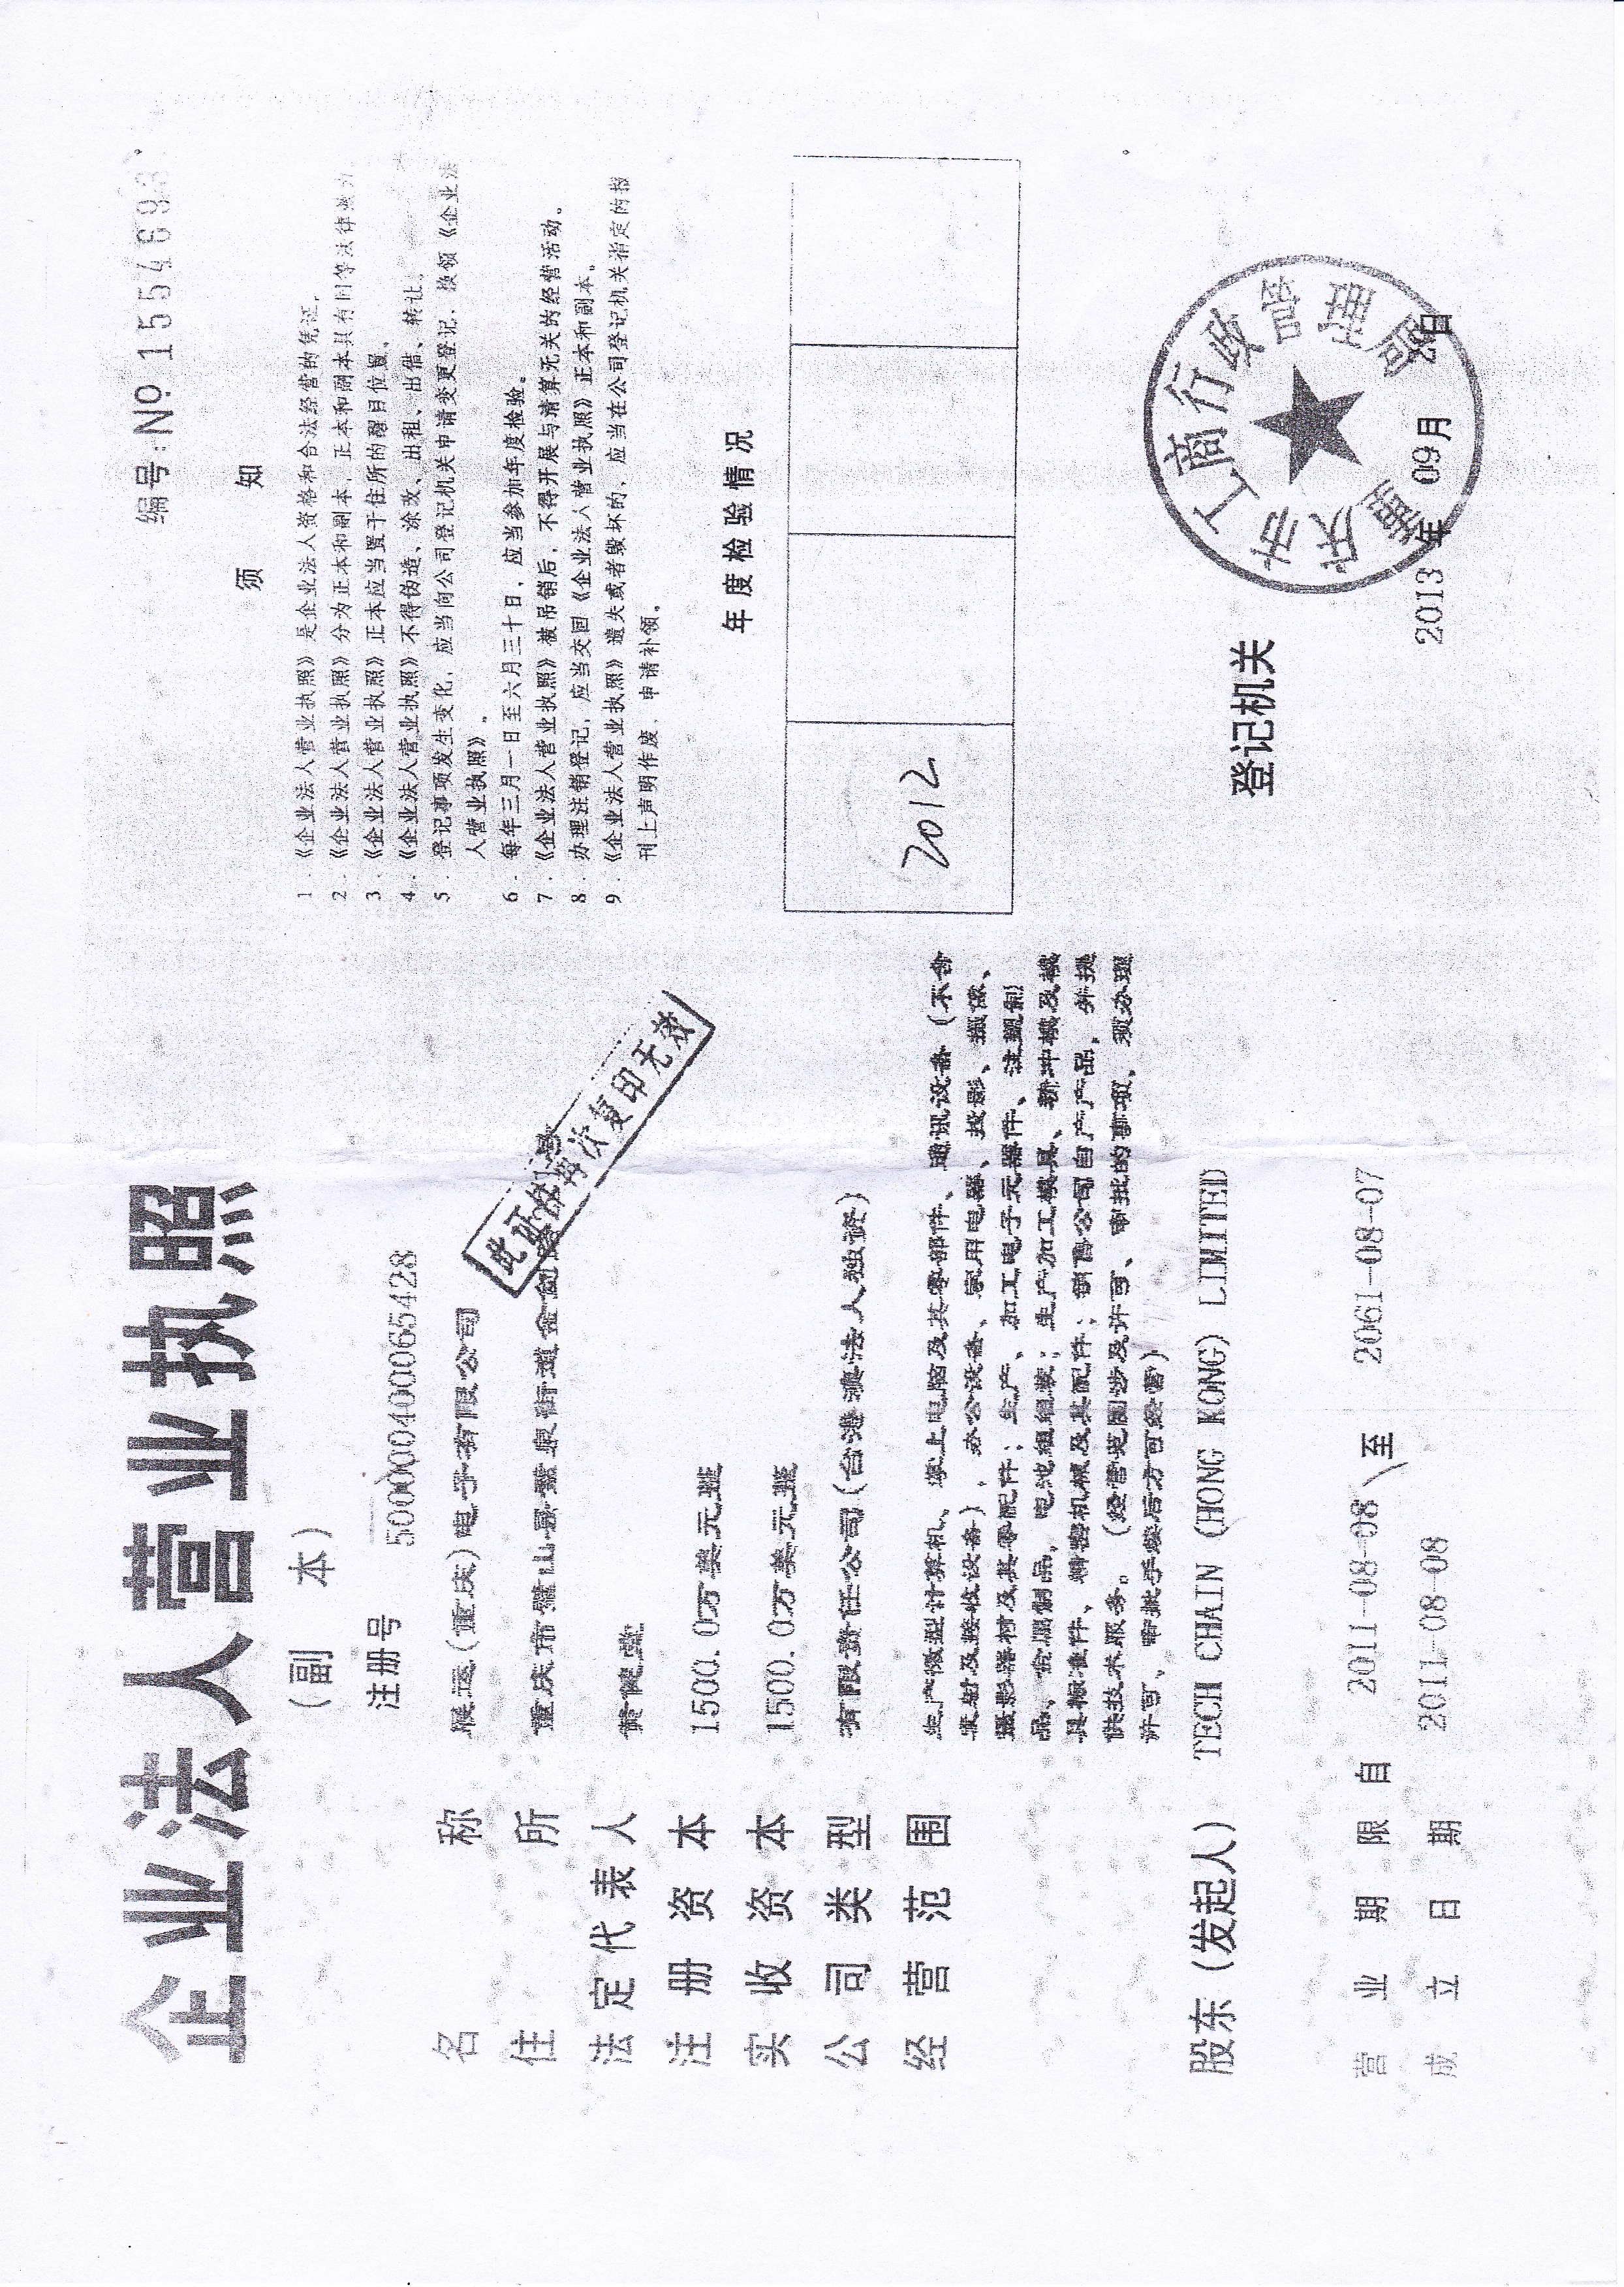 企业法人营业执照
（副 本）
注册号 500000400065428
名 称 （重庆）电子有限公司
住 所 重庆市璧山县璧泉街道金剑路
法定代表人 黄健堂
注册资本 1500.0万美元整
实收资本 1500.0万美元整
公司类型 有限责任公司（台港澳法人独资）
经营范围 生产微型计算机、掌上电脑及其零部件、通讯设备（不含
发射及接收设备）、办公设备、家用电器、投影、摄像、
摄影器材及其零配件；生产、加工电子元器件、注塑制
品、金属制品，电池组组装；生产加工模具、新冲模及模
具标准件、精密机械及其配件；销售公司自产产品，并提
供技术服务。（经营范围涉及许可、审批的事项，须办理
许可、审批手续后方可经营）
股东（发起人） TECH CHAIN (HONG KONG) LIMITED
营业期限 自 2011-08-08 至 2061-08-07
成立日期 2011-08-08
此证件再次复印无效
编号：№ 155469
须 知
1．《企业法人营业执照》是企业法人资格和合法经营的凭证。
2．《企业法人营业执照》分为正本和副本，正本和副本具有同等法律效力
3．《企业法人营业执照》正本应当置于住所的醒目位置。
4．《企业法人营业执照》不得伪造、涂改、出租、出借、转让。
5．登记事项发生变化，应当向公司登记机关申请变更登记，换领《企业法
人营业执照》。
6．每年三月一日至六月三十日，应当参加年度检验。
7．《企业法人营业执照》被吊销后，不得开展与清算无关的经营活动。
8．办理注销登记，应当交回《企业法人营业执照》正本和副本。
9．《企业法人营业执照》遗失或者毁坏的，应当在公司登记机关指定的报
刊上声明作废，申请补领。
年度检验情况
2012
登记机关
重庆市工商行政管理局
2013 年 09 月 日